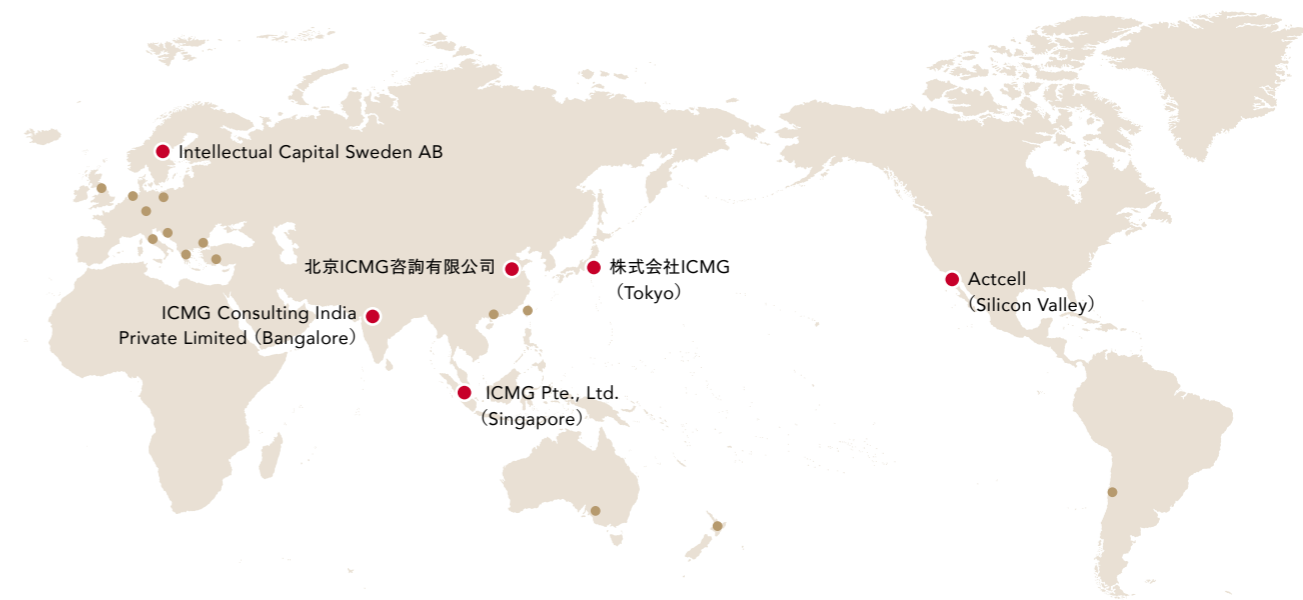 Intellectual Capital Sweden AB
北京ICMG咨詢有限公司
株式会社ICMG
（Tokyo）
Actcell
（Silicon Valley）
ICMG Consulting India
Private Limited（Bangalore）
ICMG Pte., Ltd.
（Singapore）